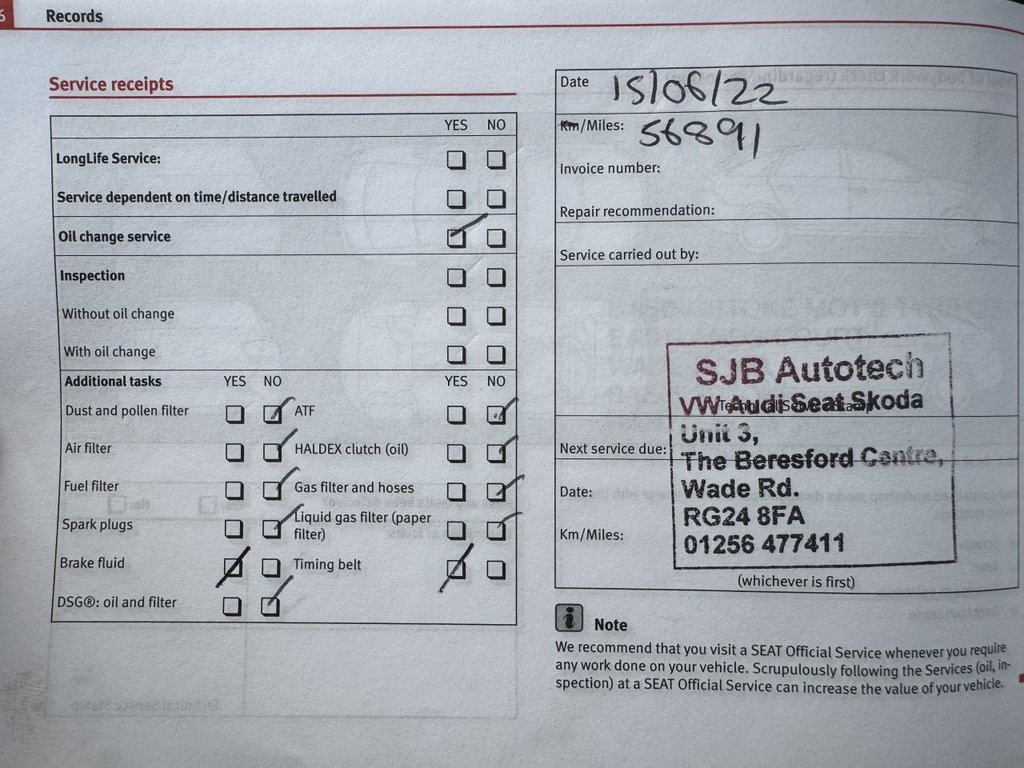 6 Records
Service receipts
YES NO
LongLife Service:
Service dependent on time/distance travelled
Oil change service
Inspection
Without oil change
With oil change
Additional tasks YES NO YES NO
Dust and pollen filter ATF
Air filter HALDEX clutch (oil)
Fuel filter Gas filter and hoses
Spark plugs Liquid gas filter (paper
filter)
Brake fluid Timing belt
DSG®: oil and filter
Date 15/06/22
Km/Miles: 56891
Invoice number:
Repair recommendation:
Service carried out by:
SJB Autotech
VW Audi Seat Skoda
Unit 3,
The Beresford Centre,
Wade Rd.
RG24 8FA
01256 477411
Next service due:
Date:
Km/Miles:
(whichever is first)
i Note
We recommend that you visit a SEAT Official Service whenever you require
any work done on your vehicle. Scrupulously following the Services (oil, in-
spection) at a SEAT Official Service can increase the value of your vehicle.